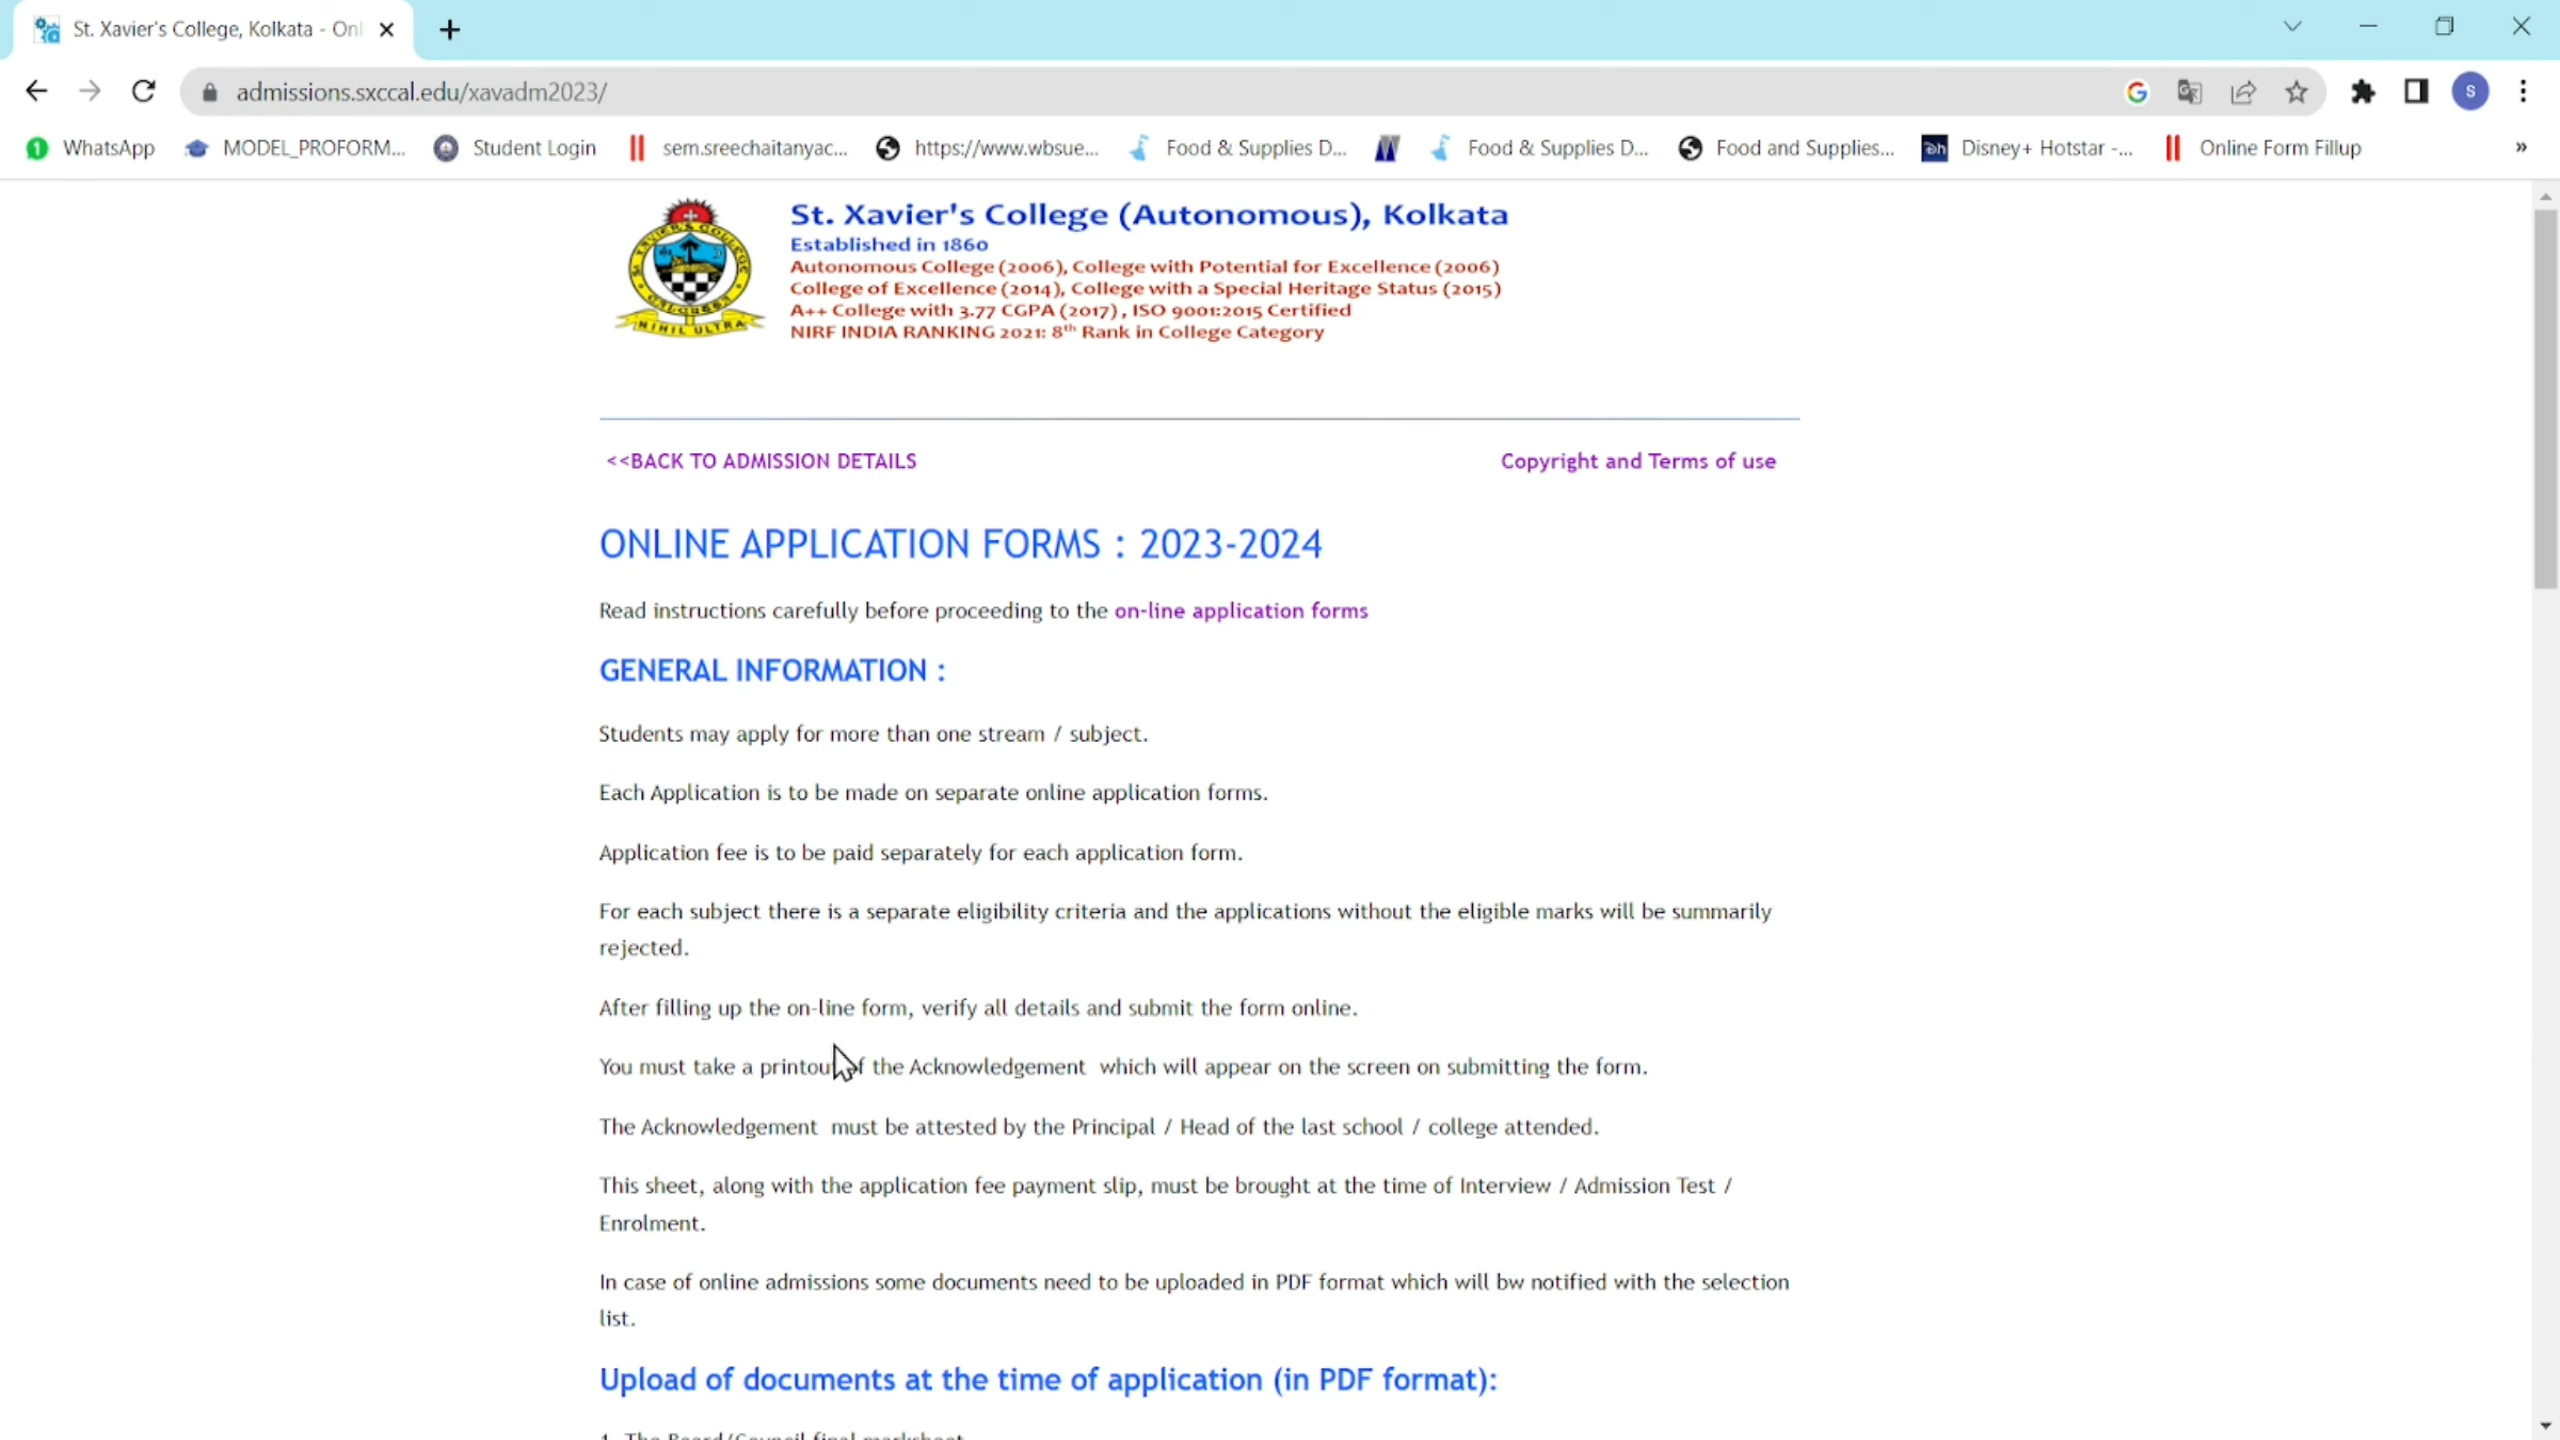 St. Xavier's College, Kolkata - Onl
admissions.sxccal.edu/xavadm2023/
S
WhatsApp
MODEL_PROFORM...
Student Login
sem.sreechaitanyac...
https://www.wbsue...
Food & Supplies D...
Food & Supplies D...
Food and Supplies...
Disney+ Hotstar -...
Online Form Fillup
»
NIHIL ULTRA
St. Xavier's College (Autonomous), Kolkata
Established in 1860
Autonomous College (2006), College with Potential for Excellence (2006)
College of Excellence (2014), College with a Special Heritage Status (2015)
A++ College with 3.77 CGPA (2017) , ISO 9001:2015 Certified
NIRF INDIA RANKING 2021: 8th Rank in College Category
<<BACK TO ADMISSION DETAILS
Copyright and Terms of use
ONLINE APPLICATION FORMS : 2023-2024
Read instructions carefully before proceeding to the on-line application forms
GENERAL INFORMATION :
Students may apply for more than one stream / subject.
Each Application is to be made on separate online application forms.
Application fee is to be paid separately for each application form.
For each subject there is a separate eligibility criteria and the applications without the eligible marks will be summarily
rejected.
After filling up the on-line form, verify all details and submit the form online.
You must take a printout of the Acknowledgement which will appear on the screen on submitting the form.
The Acknowledgement must be attested by the Principal / Head of the last school / college attended.
This sheet, along with the application fee payment slip, must be brought at the time of Interview / Admission Test /
Enrolment.
In case of online admissions some documents need to be uploaded in PDF format which will bw notified with the selection
list.
Upload of documents at the time of application (in PDF format):
1. The Board/Council final marksheet